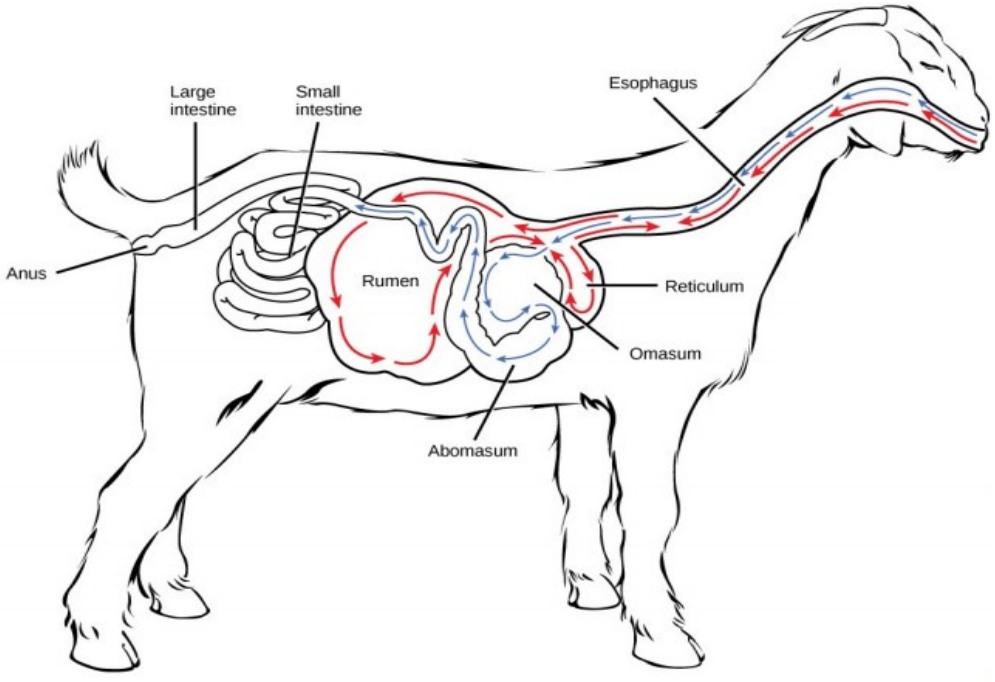 Esophagus
Large
intestine
Small
intestine
Anus
Rumen
Reticulum
Omasum
Abomasum